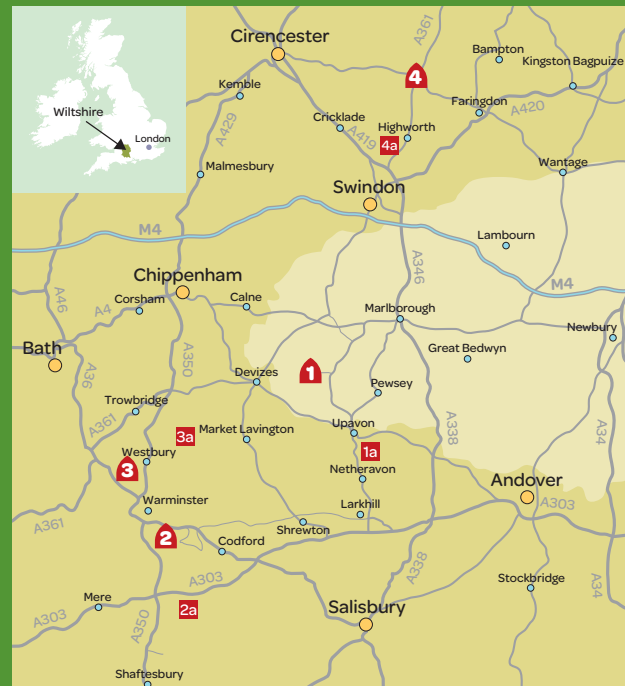 Cirencester
A361
Bampton
Kingston Bagpuize
4
Kemble
Faringdon
A420
Wiltshire
London
A429
Cricklade
A419
Highworth
4a
Malmesbury
Wantage
Swindon
M4
Lambourn
A346
Chippenham
M4
A46
Corsham
A4
Calne
Marlborough
Newbury
Bath
A36
A350
Great Bedwyn
Devizes
1
Pewsey
Trowbridge
A361
3a
Market Lavington
Upavon
A338
A34
1a
3
Westbury
Netheravon
Andover
A303
Warminster
Larkhill
A361
2
Shrewton
Codford
A338
Stockbridge
A303
Mere
2a
A34
A303
A350
Salisbury
Shaftesbury